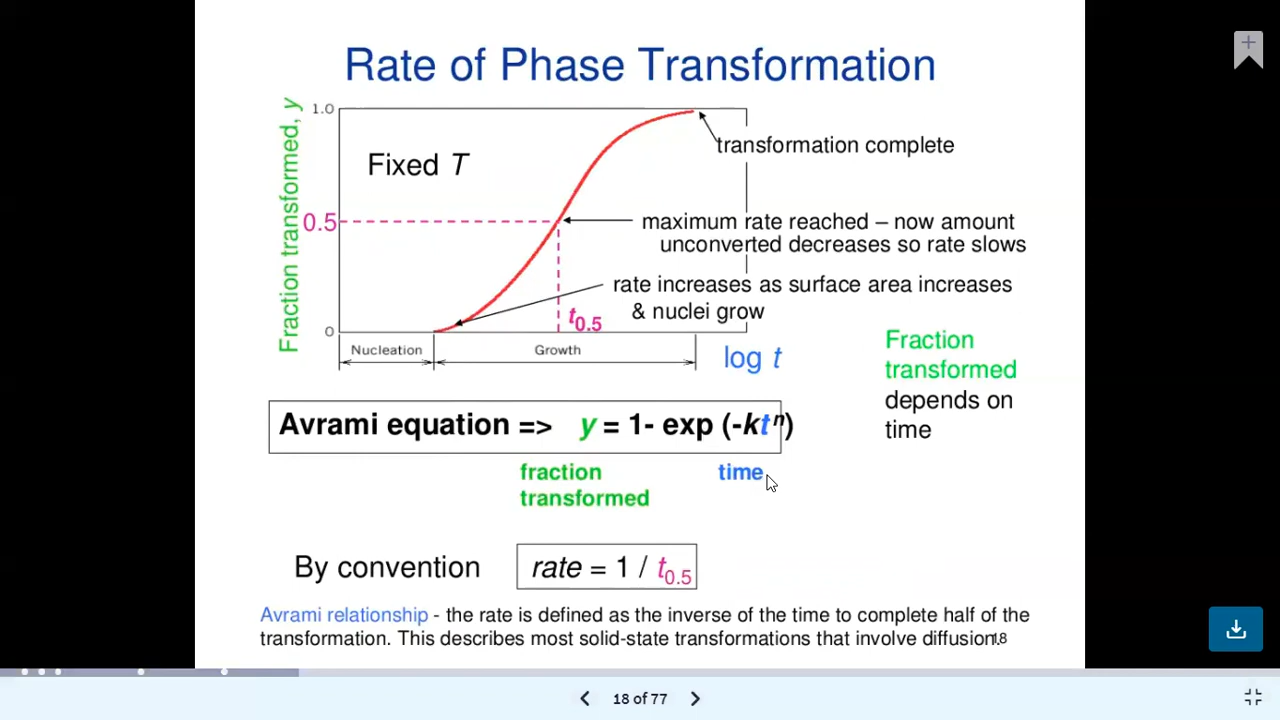 Rate of Phase Transformation
Fraction transformed, y
1.0
0.5
0
Fixed T
transformation complete
maximum rate reached – now amount
unconverted decreases so rate slows
rate increases as surface area increases
& nuclei grow
t0.5
Nucleation
Growth
log t
Fraction
transformed
depends on
time
Avrami equation => y = 1- exp (-ktⁿ)
fraction
transformed
time
By convention
rate = 1 / t0.5
Avrami relationship - the rate is defined as the inverse of the time to complete half of the
transformation. This describes most solid-state transformations that involve diffusion.
18
18 of 77